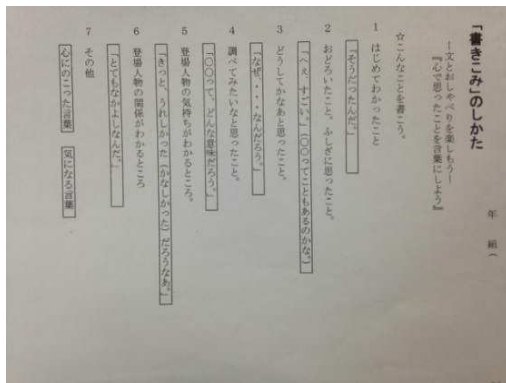 「書きこみ」のしかた
ー文とおしゃべりを楽しもうー
『心で思ったことを言葉にしよう』
年 組（
☆こんなことを書こう。
1 はじめてわかったこと
「そうだったんだ。」
2 おどろいたこと。ふしぎに思ったこと。
「へぇ、すごい。」（〇〇ってこともあるのかな。）
3 どうしてかなあと思ったこと。
「なぜ、・・・なんだろう。」
4 調べてみたいなと思ったこと。
「〇〇って、どんな意味だろう。」
5 登場人物の気持ちがわかるところ。
「きっと、うれしかった（かなしかった）だろうなあ。」
6 登場人物の関係がわかるところ
「とてもなかよしなんだ。」
7 その他
心にのこった言葉 気になる言葉